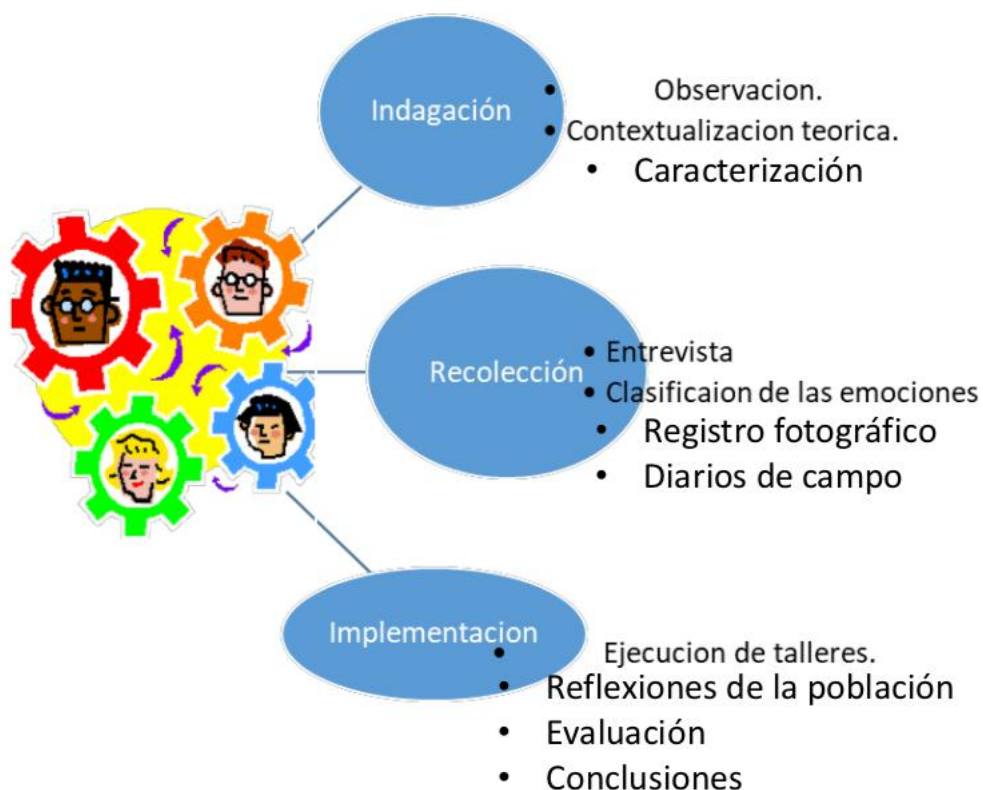 Indagación
• Observacion.
• Contextualizacion teorica.
• Caracterización
Recolección
• Entrevista
• Clasificaion de las emociones
• Registro fotográfico
• Diarios de campo
Implementacion
• Ejecucion de talleres.
• Reflexiones de la población
• Evaluación
• Conclusiones